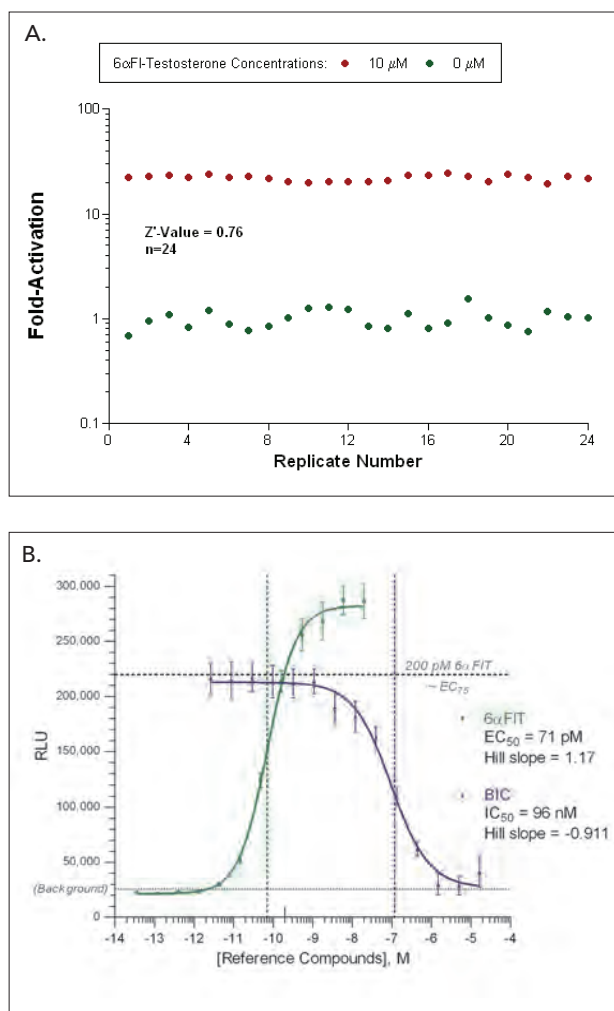 A.
6αFl-Testosterone Concentrations: 10 µM 0 µM
100
10
1
0.1
Fold-Activation
Z'-Value = 0.76
n=24
0 4 8 12 16 20 24
Replicate Number
B.
300,000
250,000
200,000
150,000
100,000
50,000
(Background)
0
RLU
200 pM 6α FIT
~ EC75
6αFIT
EC50 = 71 pM
Hill slope = 1.17
BIC
IC50 = 96 nM
Hill slope = -0.911
-14 -13 -12 -11 -10 -9 -8 -7 -6 -5 -4
[Reference Compounds], M